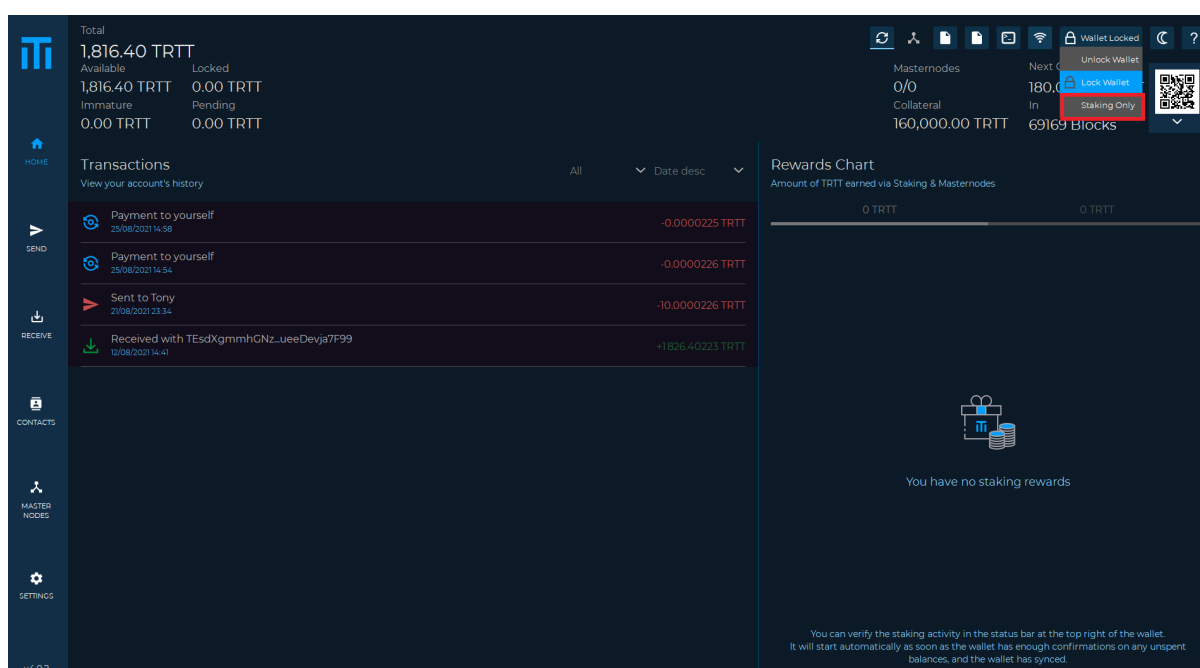 Total
1,816.40 TRTT
Available Locked
1,816.40 TRTT 0.00 TRTT
Immature Pending
0.00 TRTT 0.00 TRTT
Wallet Locked ?
Unlock Wallet
Lock Wallet
Staking Only
Masternodes Next
0/0 180,
Collateral In
160,000.00 TRTT 69169 Blocks
HOME
SEND
RECEIVE
CONTACTS
MASTER
NODES
SETTINGS
Transactions
View your account's history
All Date desc
Payment to yourself
25/08/2021 14:58
-0.0000225 TRTT
Payment to yourself
25/08/2021 14:54
-0.0000226 TRTT
Sent to Tony
21/08/2021 23:34
-10.0000226 TRTT
Received with TEsdXgmmhGNz...ueeDevja7F99
12/08/2021 14:41
+1826.40223 TRTT
Rewards Chart
Amount of TRTT earned via Staking & Masternodes
0 TRTT 0 TRTT
You have no staking rewards
You can verify the staking activity in the status bar at the top right of the wallet.
It will start automatically as soon as the wallet has enough confirmations on any unspent
balances, and the wallet has synced.